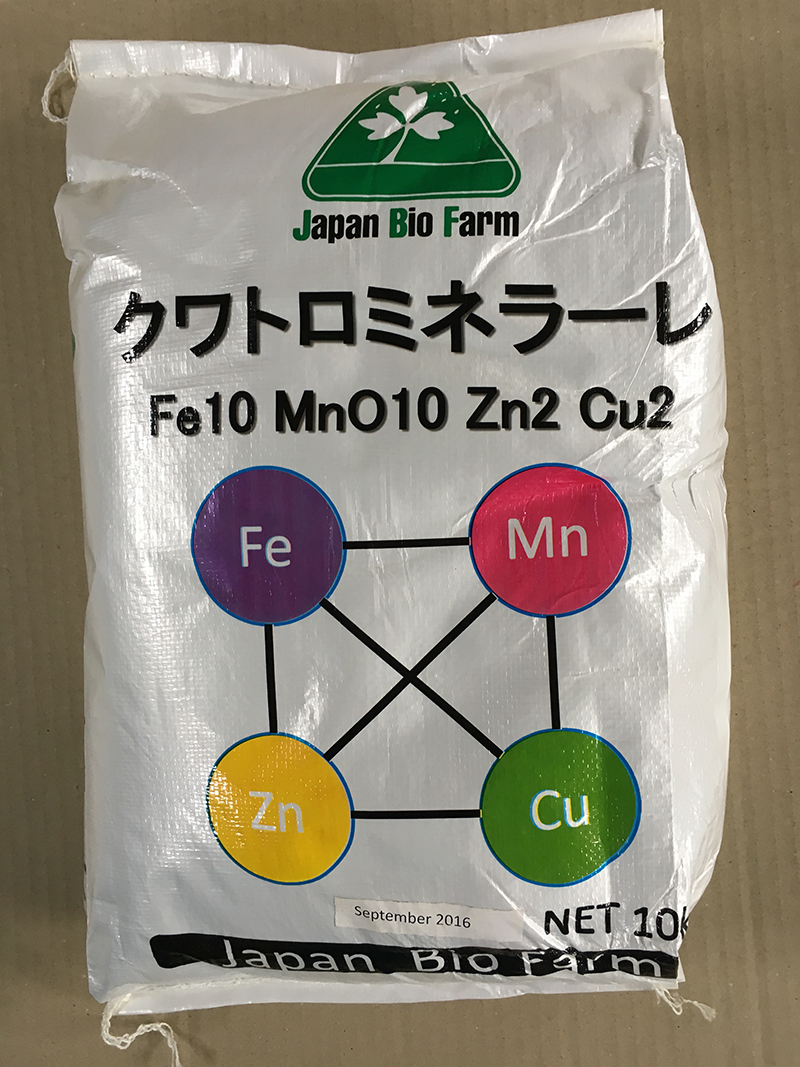 Japan Bio Farm
クワトロミネラーレ
Fe10 MnO10 Zn2 Cu2
Fe Mn
Zn Cu
September 2016
NET 10k
Japan Bio Farm